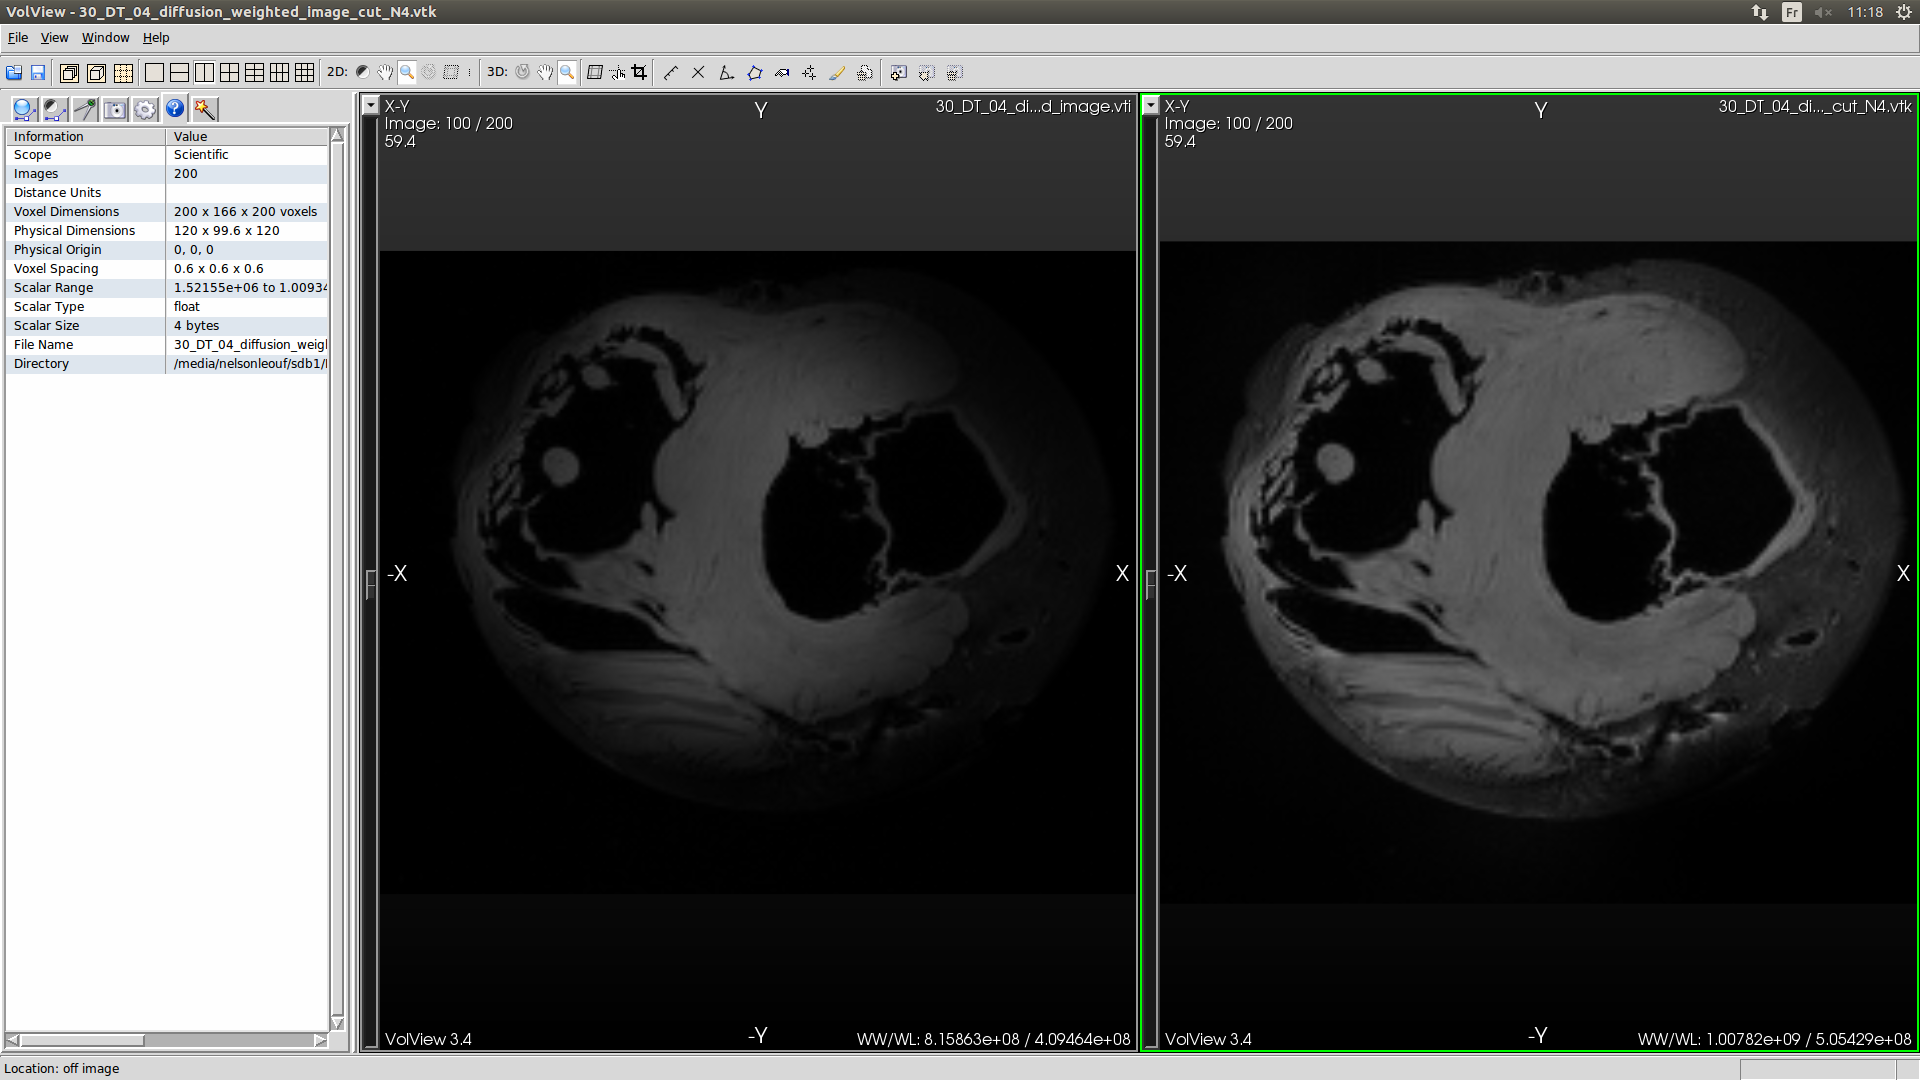 VolView - 30_DT_04_diffusion_weighted_image_cut_N4.vtk
Fr
11:18
File View Window Help
2D:
3D:
Information Value
Scope Scientific
Images 200
Distance Units
Voxel Dimensions 200 x 166 x 200 voxels
Physical Dimensions 120 x 99.6 x 120
Physical Origin 0, 0, 0
Voxel Spacing 0.6 x 0.6 x 0.6
Scalar Range 1.52155e+06 to 1.00934
Scalar Type float
Scalar Size 4 bytes
File Name 30_DT_04_diffusion_weigl
Directory /media/nelsonleouf/sdb1/
X-Y
Image: 100 / 200
59.4
Y
30_DT_04_di...d_image.vti
-X
X
VolView 3.4
-Y
WW/WL: 8.15863e+08 / 4.09464e+08
X-Y
Image: 100 / 200
59.4
Y
30_DT_04_di..._cut_N4.vtk
-X
X
VolView 3.4
-Y
WW/WL: 1.00782e+09 / 5.05429e+08
Location: off image